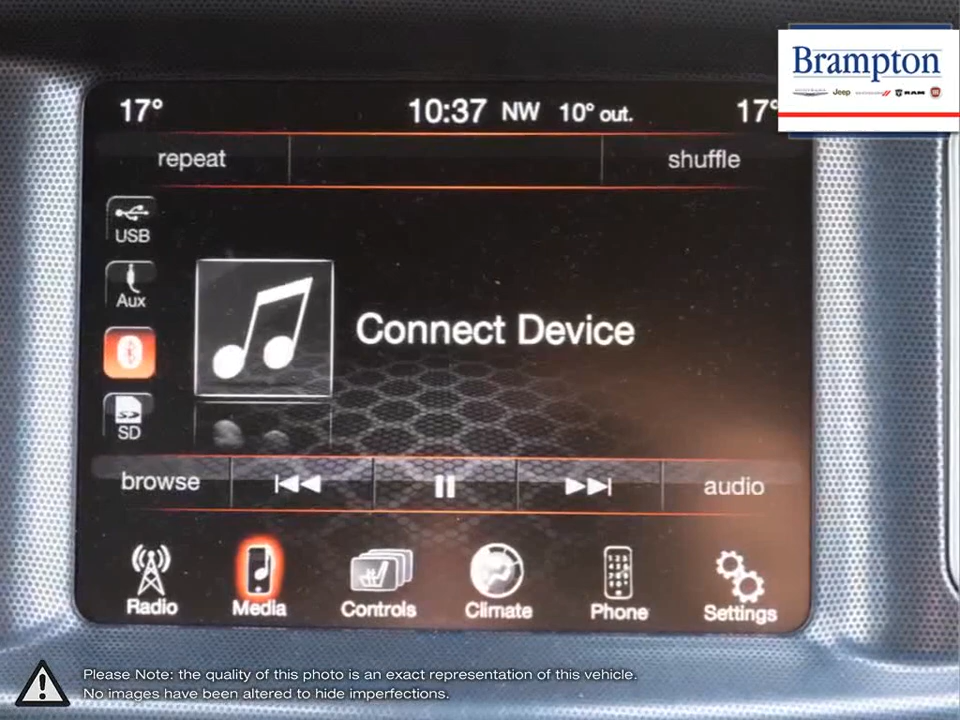 Brampton
Jeep
RAM
17°
10:37 NW 10° out.
17°
repeat
shuffle
USB
Aux
Connect Device
SD
browse
audio
Radio
Media
Controls
Climate
Phone
Settings
Please Note: the quality of this photo is an exact representation of this vehicle.
No images have been altered to hide imperfections.